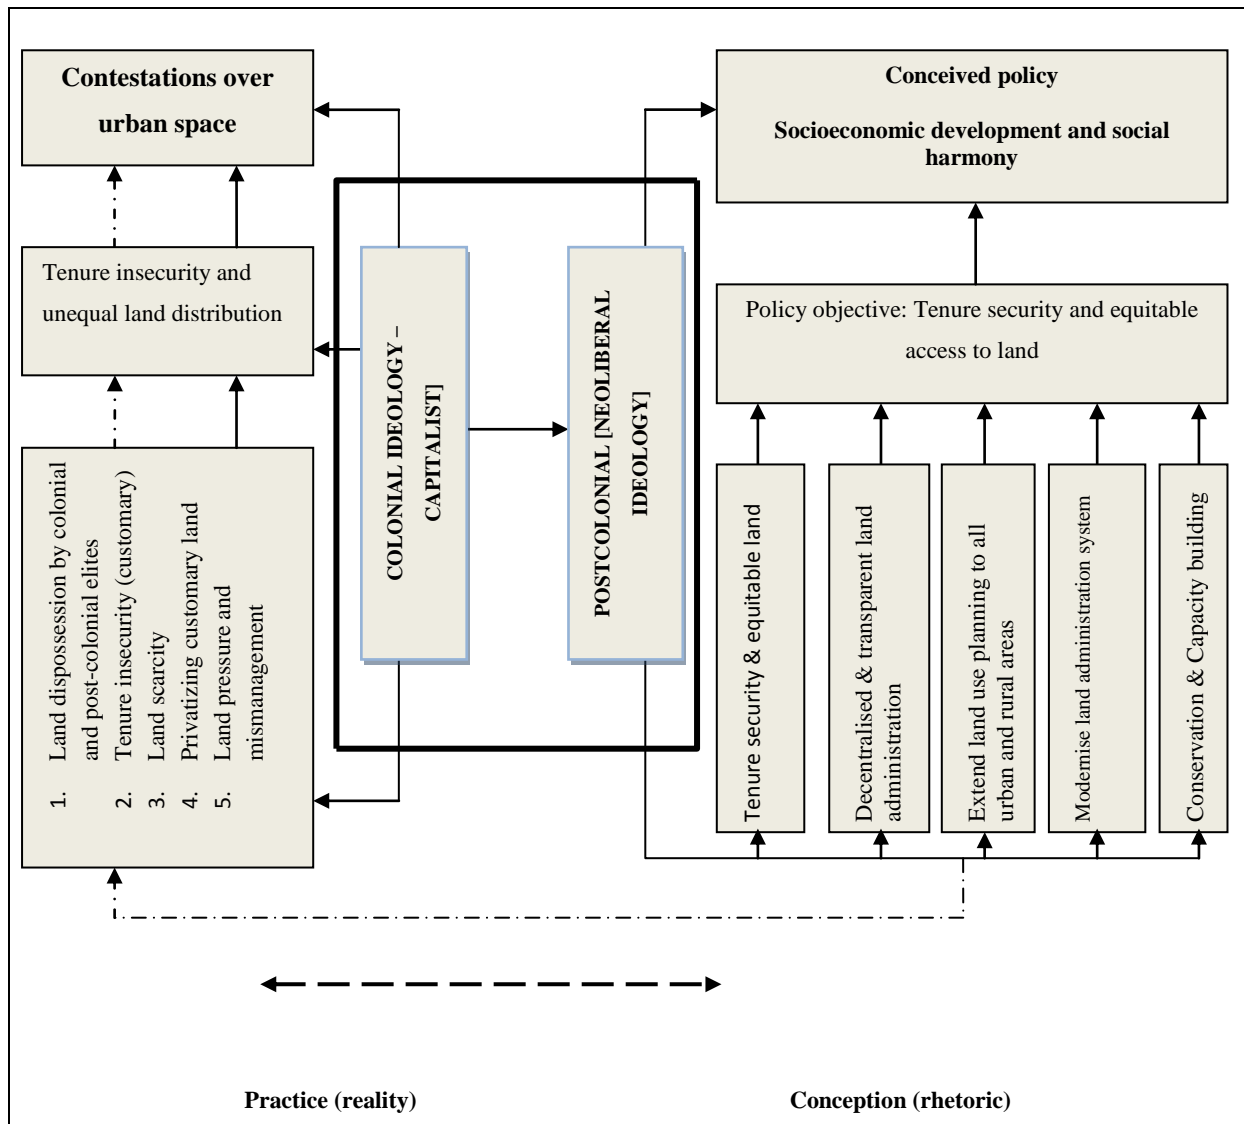 Contestations over
urban space
Conceived policy
Socioeconomic development and social
harmony
Tenure insecurity and
unequal land distribution
COLONIAL IDEOLOGY –
CAPITALIST]
POSTCOLONIAL [NEOLIBERAL
IDEOLOGY]
Policy objective: Tenure security and equitable
access to land
1. Land dispossession by colonial
and post-colonial elites
2. Tenure insecurity (customary)
3. Land scarcity
4. Privatizing customary land
5. Land pressure and
mismanagement
Tenure security & equitable land
Decentralised & transparent land
administration
Extend land use planning to all
urban and rural areas
Modernise land administration system
Conservation & Capacity building
Practice (reality)
Conception (rhetoric)